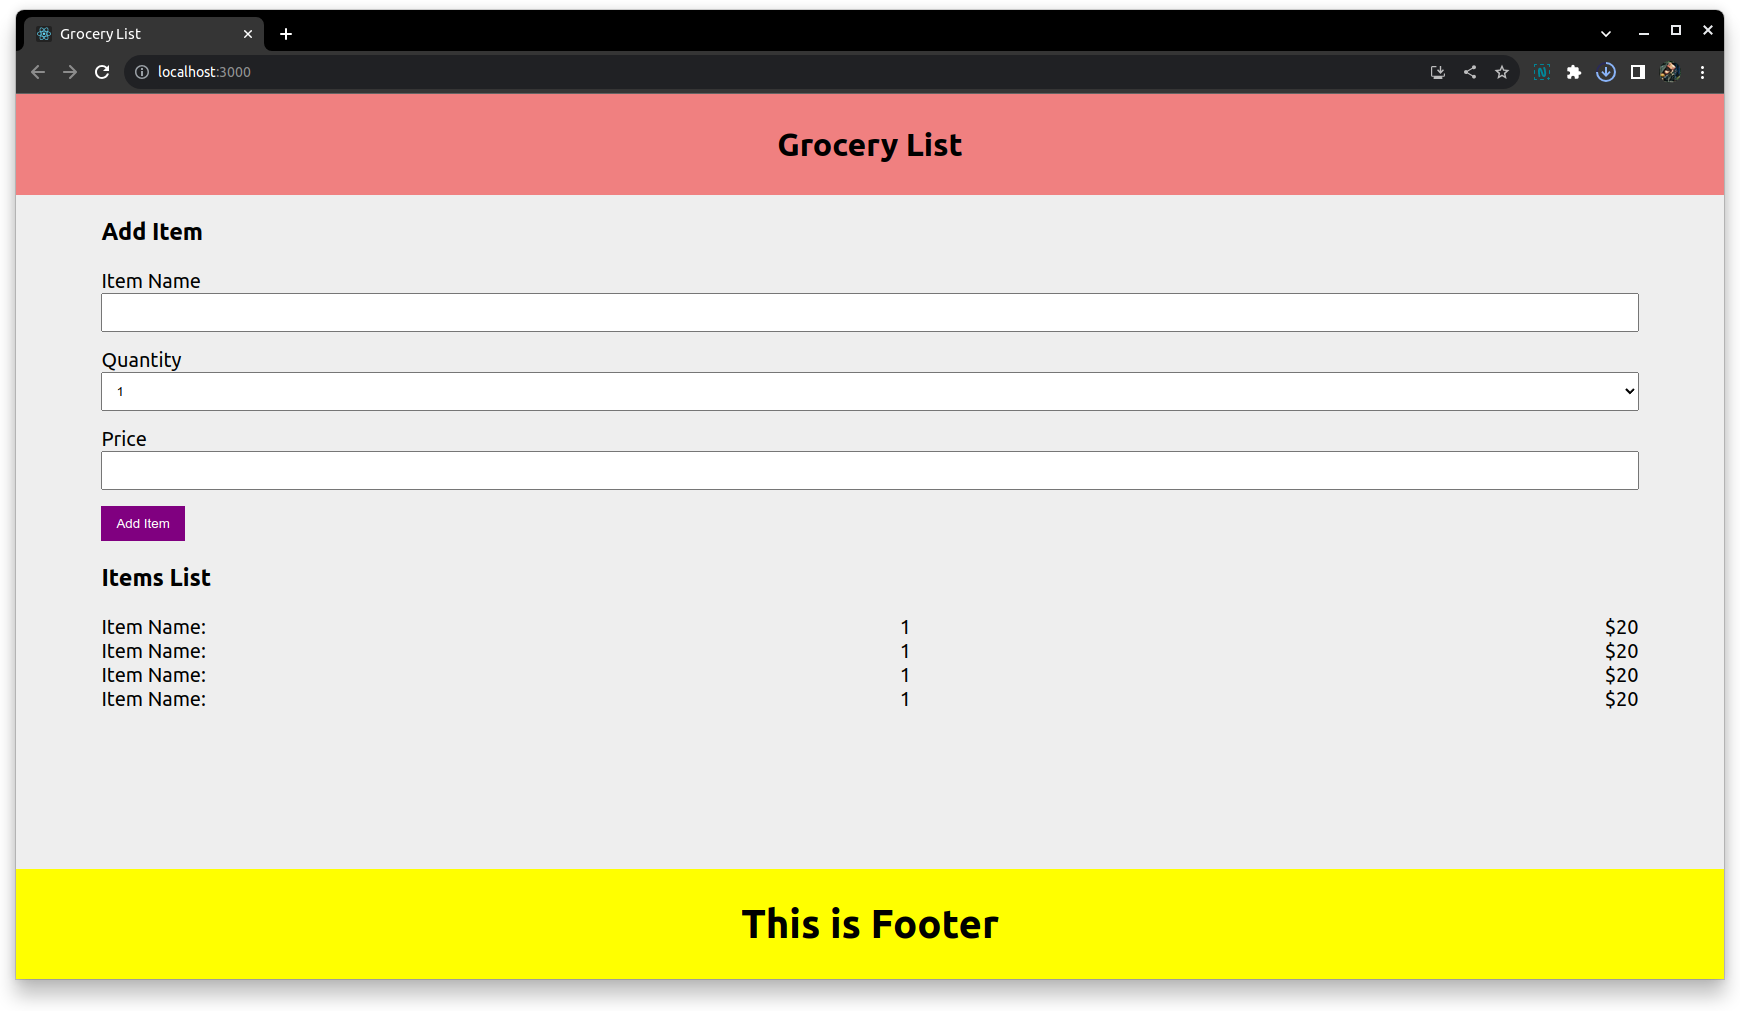 Grocery List
localhost:3000
Grocery List
Add Item
Item Name
Quantity
1
Price
Add Item
Items List
Item Name: 1 $20
Item Name: 1 $20
Item Name: 1 $20
Item Name: 1 $20
This is Footer